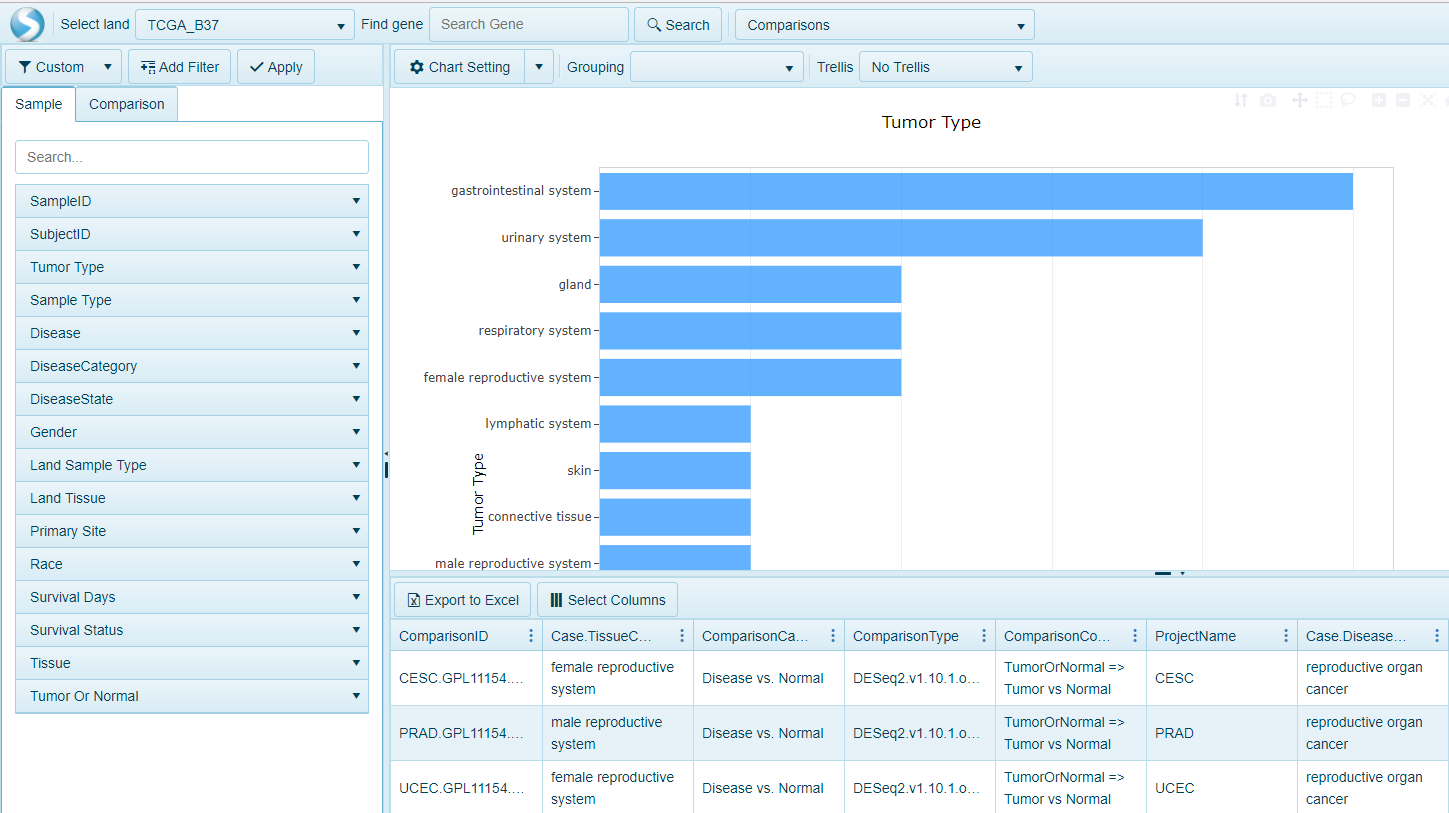 Select land TCGA_B37 Find gene Search Gene Search Comparisons
Custom Add Filter Apply Chart Setting Grouping Trellis No Trellis
Sample Comparison
Search...
SampleID
SubjectID
Tumor Type
Sample Type
Disease
DiseaseCategory
DiseaseState
Gender
Land Sample Type
Land Tissue
Primary Site
Race
Survival Days
Survival Status
Tissue
Tumor Or Normal
Tumor Type
gastrointestinal system
urinary system
gland
respiratory system
female reproductive system
lymphatic system
skin
connective tissue
male reproductive system
Tumor Type
Export to Excel Select Columns
ComparisonID Case.TissueC... ComparisonCa... ComparisonType ComparisonCo... ProjectName Case.Disease...
CESC.GPL11154.... female reproductive system Disease vs. Normal DESeq2.v1.10.1.o... TumorOrNormal => Tumor vs Normal CESC reproductive organ cancer
PRAD.GPL11154.... male reproductive system Disease vs. Normal DESeq2.v1.10.1.o... TumorOrNormal => Tumor vs Normal PRAD reproductive organ cancer
UCEC.GPL11154.... female reproductive system Disease vs. Normal DESeq2.v1.10.1.o... TumorOrNormal => Tumor vs Normal UCEC reproductive organ cancer